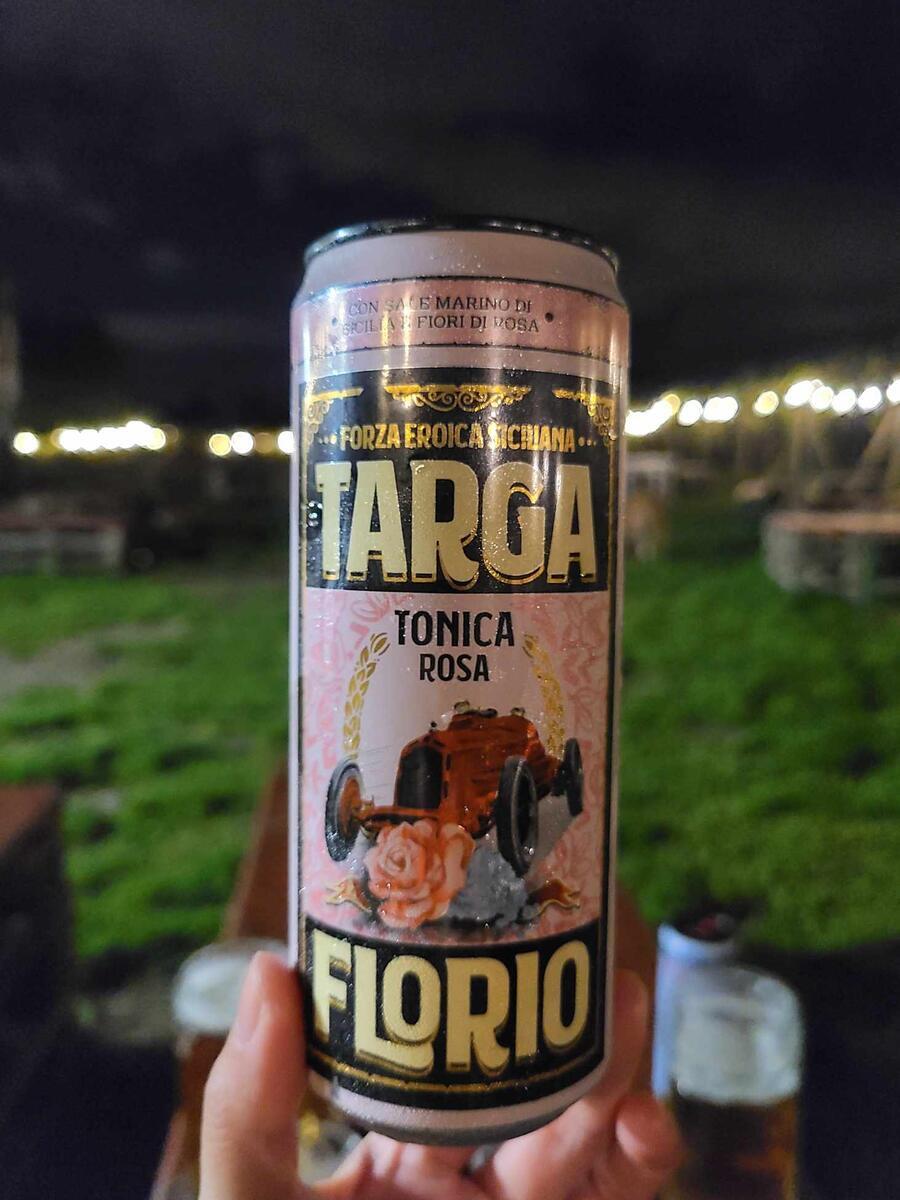 CON SALE MARINO DI
SICILIA E FIORI DI ROSA
FORZA EROICA SICILIANA
TARGA
TONICA
ROSA
FLORIO